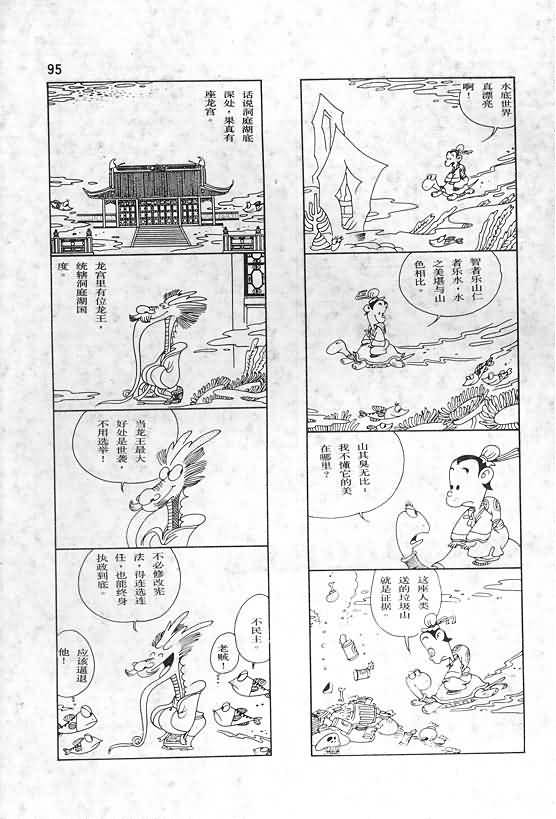 95
水底世界
真漂亮
啊!
智者乐山仁
者乐水,水
之美堪与山
色相比。
山其臭无比,
我不懂它的美
在哪里?
这座人类
送的垃圾山
就是证据。
话说洞庭湖底
深处,果真有
座龙宫。
龙宫里有位龙王,
统辖洞庭湖国
度。
当龙王最大
好处是世袭
不用选举!
不必修改宪
法,得连选连
任,也能终身
执政到底。
不民主。
老贼!
应该逼退
他!